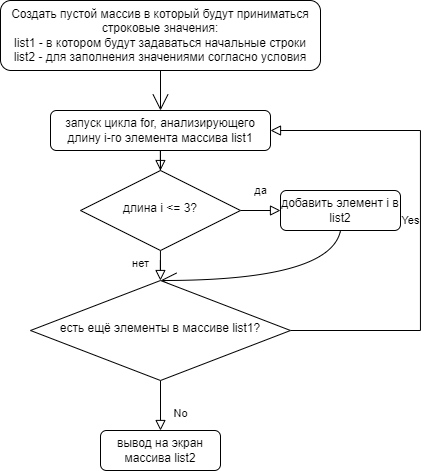 Создать пустой массив в который будут приниматься
строковые значения:
list1 - в котором будут задаваться начальные строки
list2 - для заполнения значениями согласно условия
запуск цикла for, анализирующего
длину i-го элемента массива list1
длина i <= 3?
да
добавить элемент i в
list2
Yes
нет
есть ещё элементы в массиве list1?
No
вывод на экран
массива list2